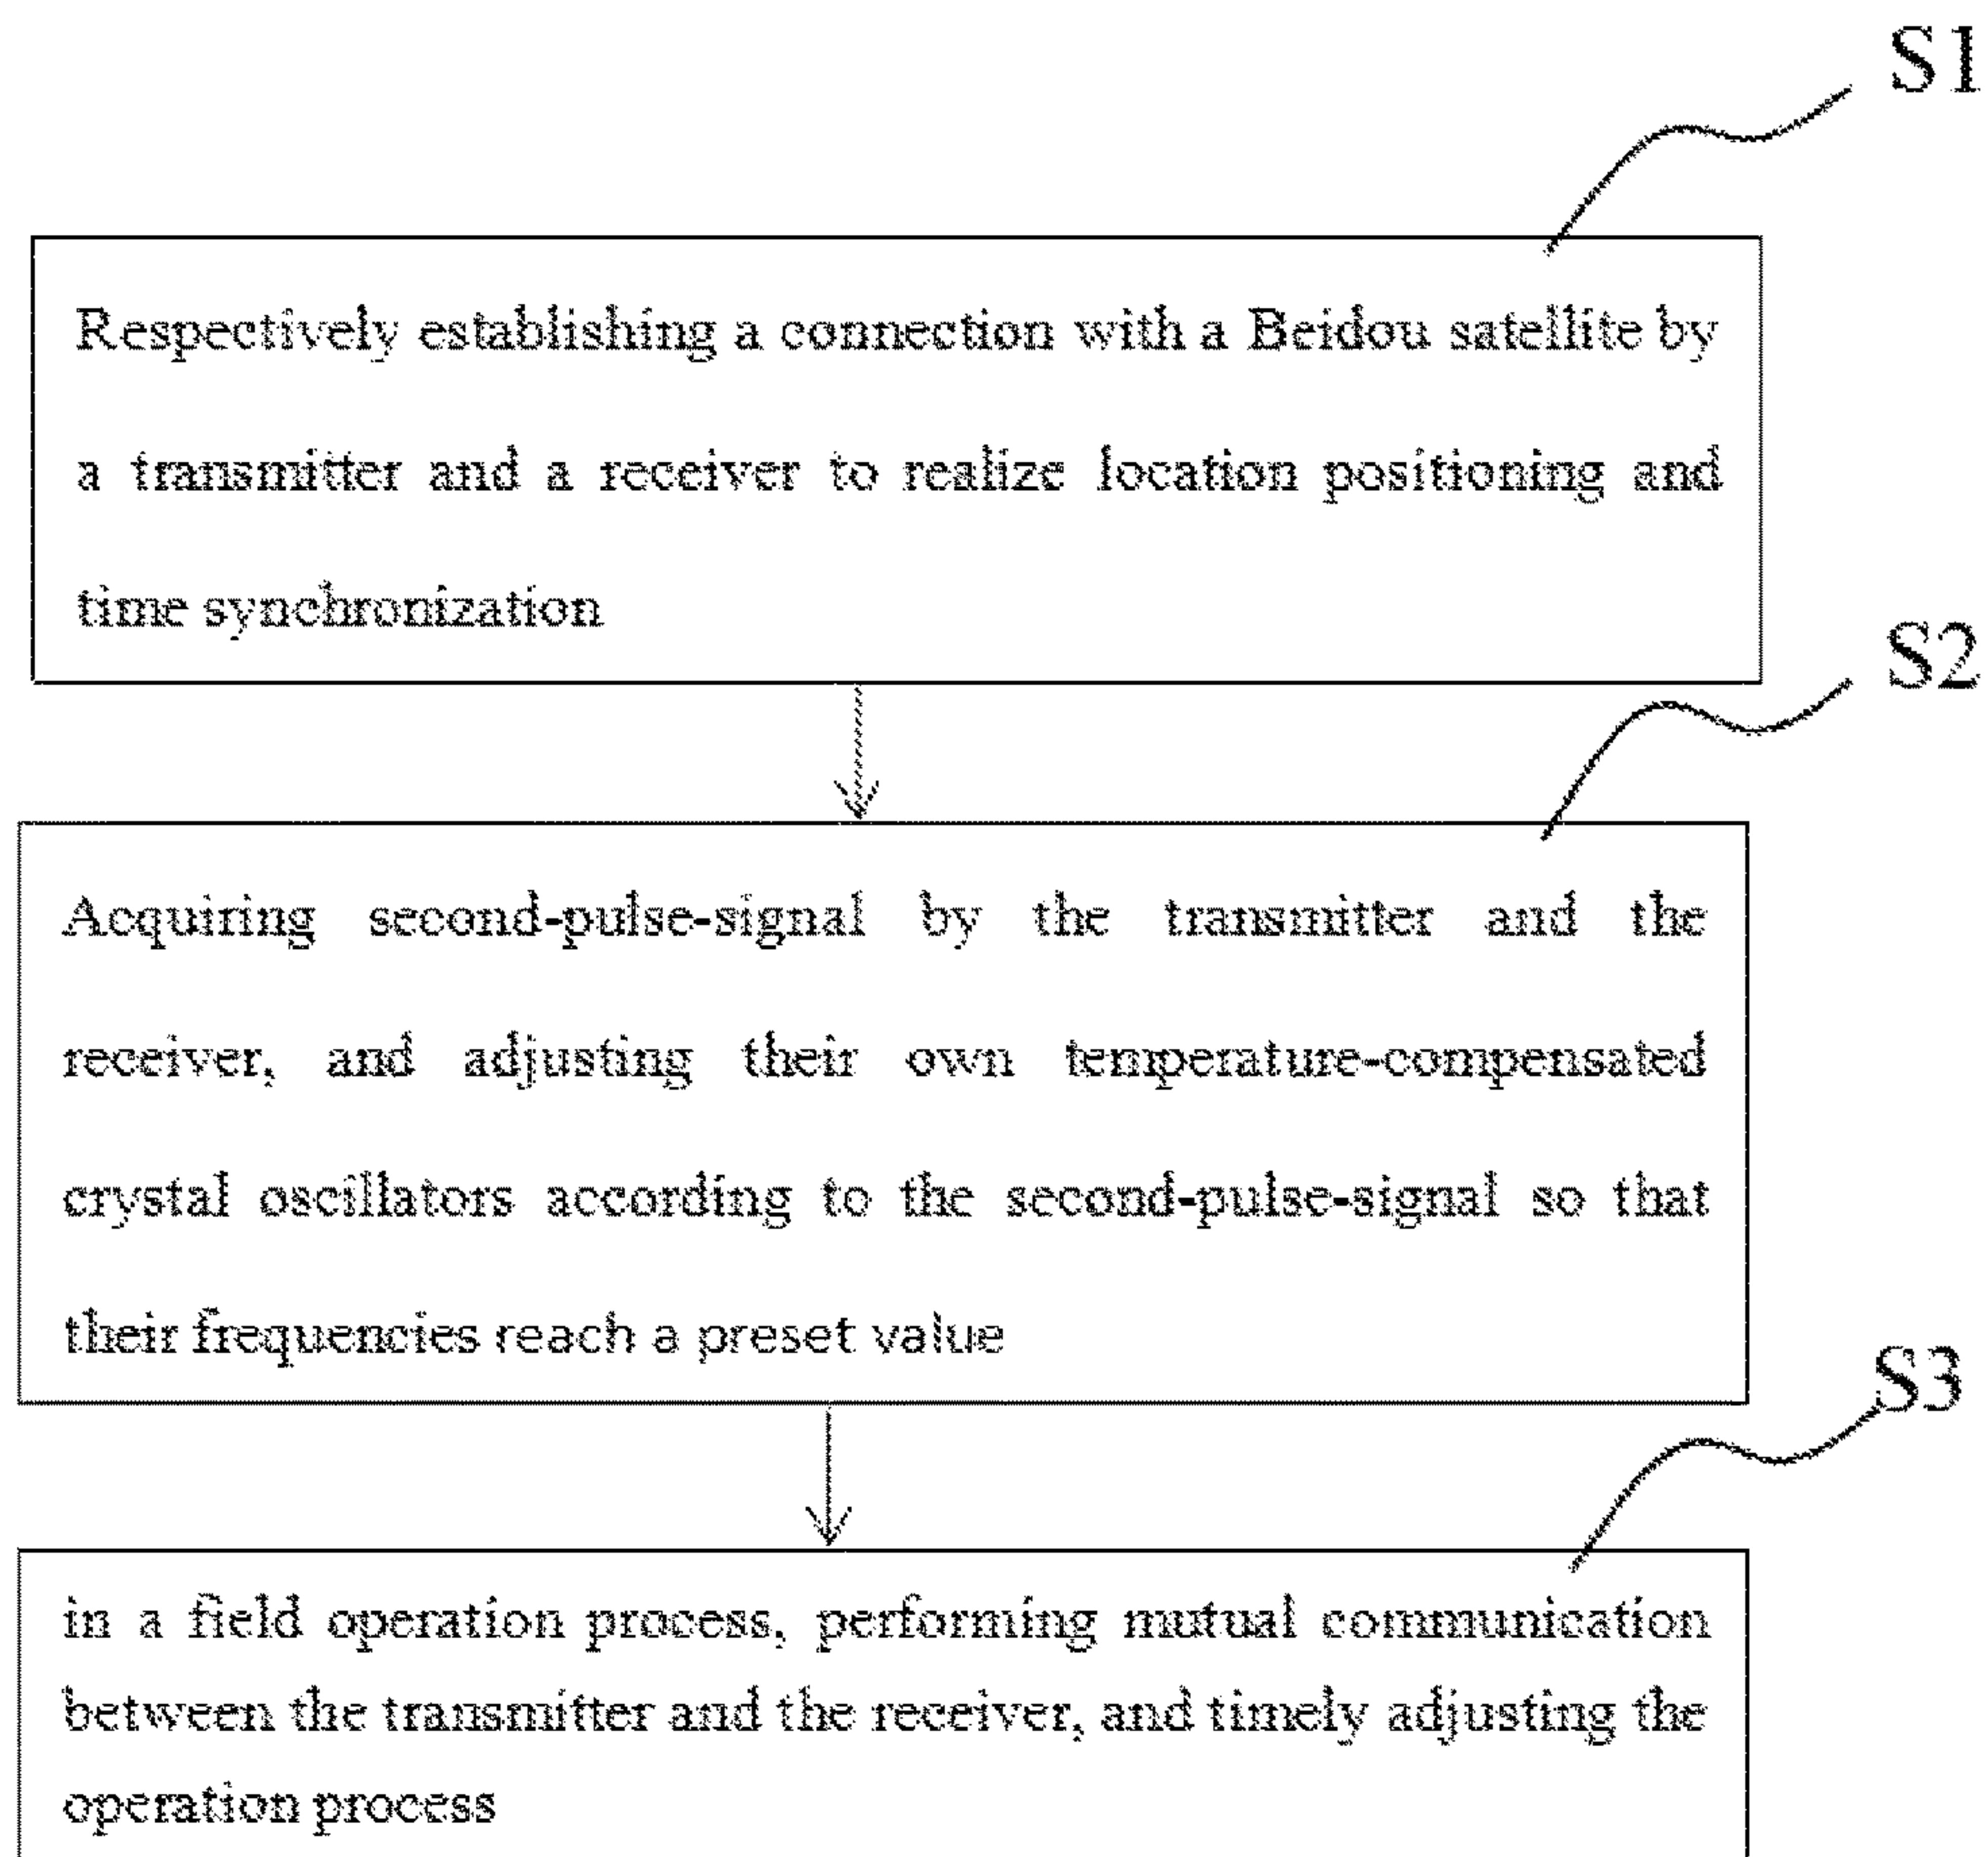 S1
Respectively establishing a connection with a Beidou satellite by
a transmitter and a receiver to realize location positioning and
time synchronization
S2
Acquiring second-pulse-signal by the transmitter and the
receiver, and adjusting their own temperature-compensated
crystal oscillators according to the second-pulse-signal so that
their frequencies reach a preset value
S3
in a field operation process, performing mutual communication
between the transmitter and the receiver, and timely adjusting the
operation process